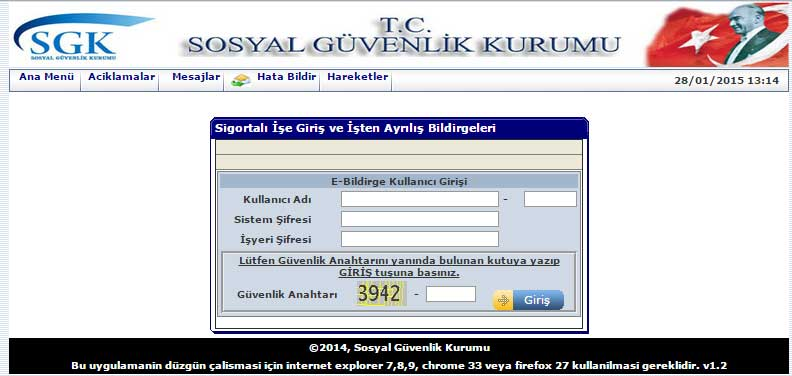 SGK
SOSYAL GÜVENLİK KURUMU
T.C.
SOSYAL GÜVENLİK KURUMU
Ana Menü Aciklamalar Mesajlar Hata Bildir Hareketler 28/01/2015 13:14
Sigortalı İşe Giriş ve İşten Ayrılış Bildirgeleri
E-Bildirge Kullanıcı Girişi
Kullanıcı Adı -
Sistem Şifresi
İşyeri Şifresi
Lütfen Güvenlik Anahtarını yanında bulunan kutuya yazıp
GİRİŞ tuşuna basınız.
Güvenlik Anahtarı 3942 - Giriş
©2014, Sosyal Güvenlik Kurumu
Bu uygulamanin düzgün çalismasi için internet explorer 7,8,9, chrome 33 veya firefox 27 kullanilmasi gereklidir. v1.2